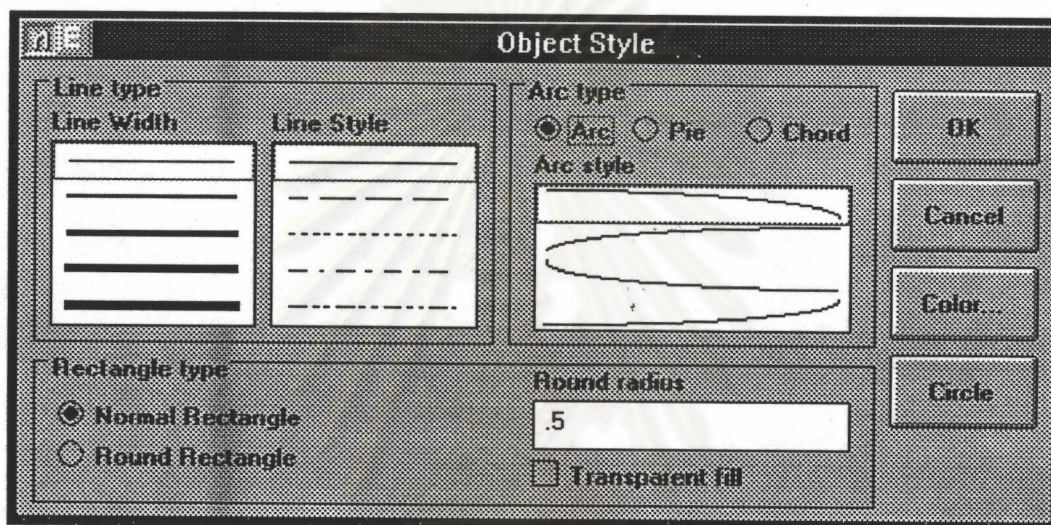 Object Style
Line type
Line Width
Line Style
Arc type
Arc
Pie
Chord
Arc style
OK
Cancel
Color...
Circle
Rectangle type
Normal Rectangle
Round Rectangle
Round radius
.5
Transparent fill